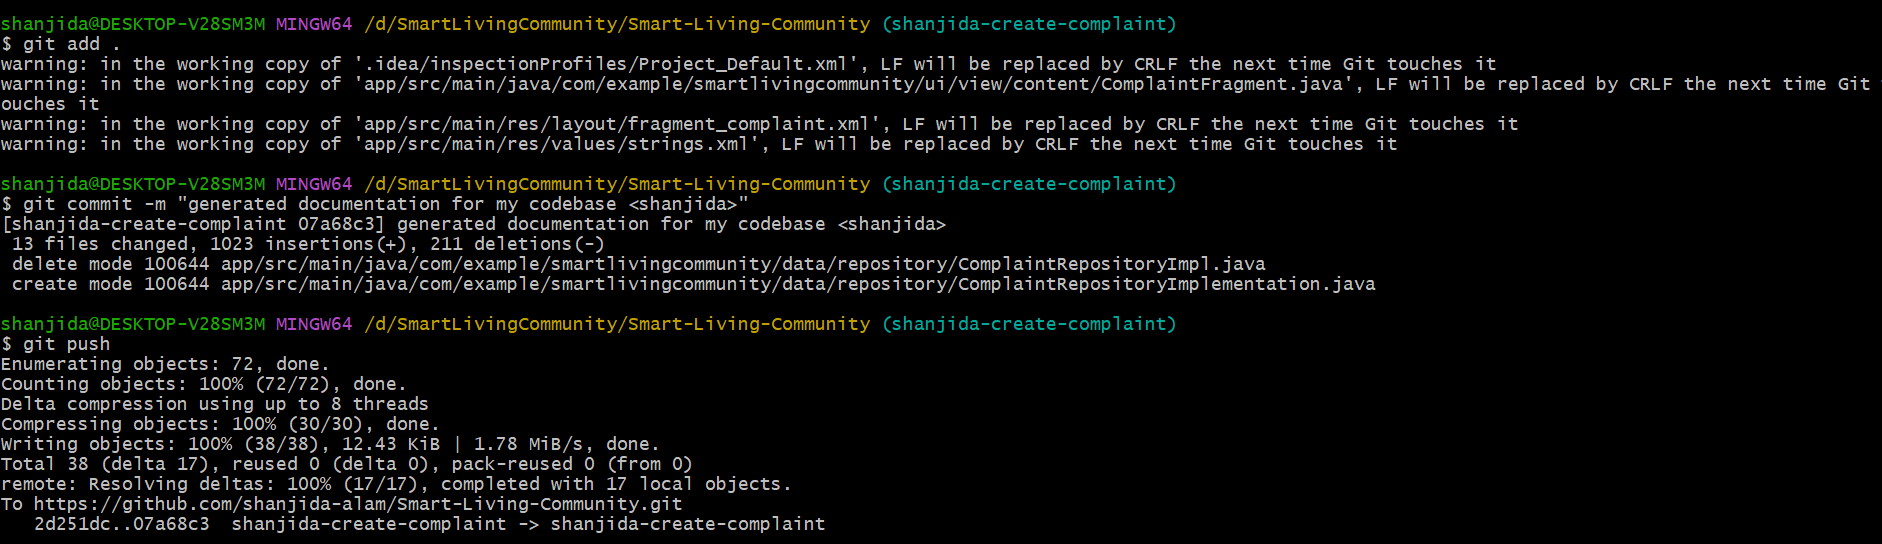 shanjida@DESKTOP-V28SM3M MINGW64 /d/SmartLivingCommunity/Smart-Living-Community (shanjida-create-complaint)
$ git add .
warning: in the working copy of '.idea/inspectionProfiles/Project_Default.xml', LF will be replaced by CRLF the next time Git touches it
warning: in the working copy of 'app/src/main/java/com/example/smartlivingcommunity/ui/view/content/ComplaintFragment.java', LF will be replaced by CRLF the next time Git t
ouches it
warning: in the working copy of 'app/src/main/res/layout/fragment_complaint.xml', LF will be replaced by CRLF the next time Git touches it
warning: in the working copy of 'app/src/main/res/values/strings.xml', LF will be replaced by CRLF the next time Git touches it
shanjida@DESKTOP-V28SM3M MINGW64 /d/SmartLivingCommunity/Smart-Living-Community (shanjida-create-complaint)
$ git commit -m "generated documentation for my codebase <shanjida>"
[shanjida-create-complaint 07a68c3] generated documentation for my codebase <shanjida>
 13 files changed, 1023 insertions(+), 211 deletions(-)
 delete mode 100644 app/src/main/java/com/example/smartlivingcommunity/data/repository/ComplaintRepositoryImpl.java
 create mode 100644 app/src/main/java/com/example/smartlivingcommunity/data/repository/ComplaintRepositoryImplementation.java
shanjida@DESKTOP-V28SM3M MINGW64 /d/SmartLivingCommunity/Smart-Living-Community (shanjida-create-complaint)
$ git push
Enumerating objects: 72, done.
Counting objects: 100% (72/72), done.
Delta compression using up to 8 threads
Compressing objects: 100% (30/30), done.
Writing objects: 100% (38/38), 12.43 KiB | 1.78 MiB/s, done.
Total 38 (delta 17), reused 0 (delta 0), pack-reused 0 (from 0)
remote: Resolving deltas: 100% (17/17), completed with 17 local objects.
To https://github.com/shanjida-alam/Smart-Living-Community.git
   2d251dc..07a68c3  shanjida-create-complaint -> shanjida-create-complaint